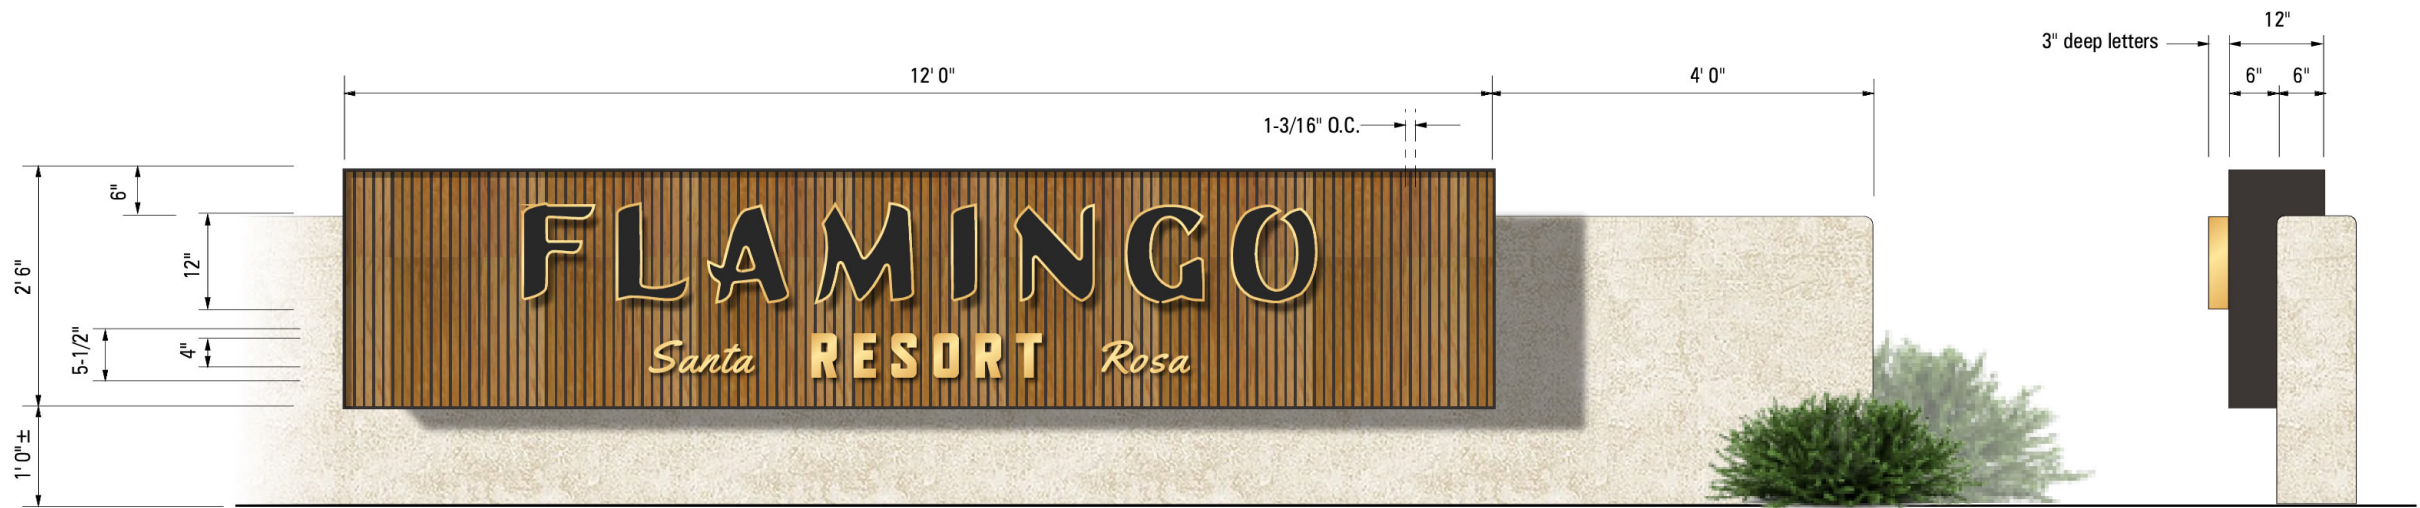 12"
3" deep letters
12' 0"
4' 0"
6"
6"
1-3/16" O.C.
6"
2' 6"
12"
5-1/2"
4"
1' 0"±
FLAMINGO
Santa RESORT Rosa